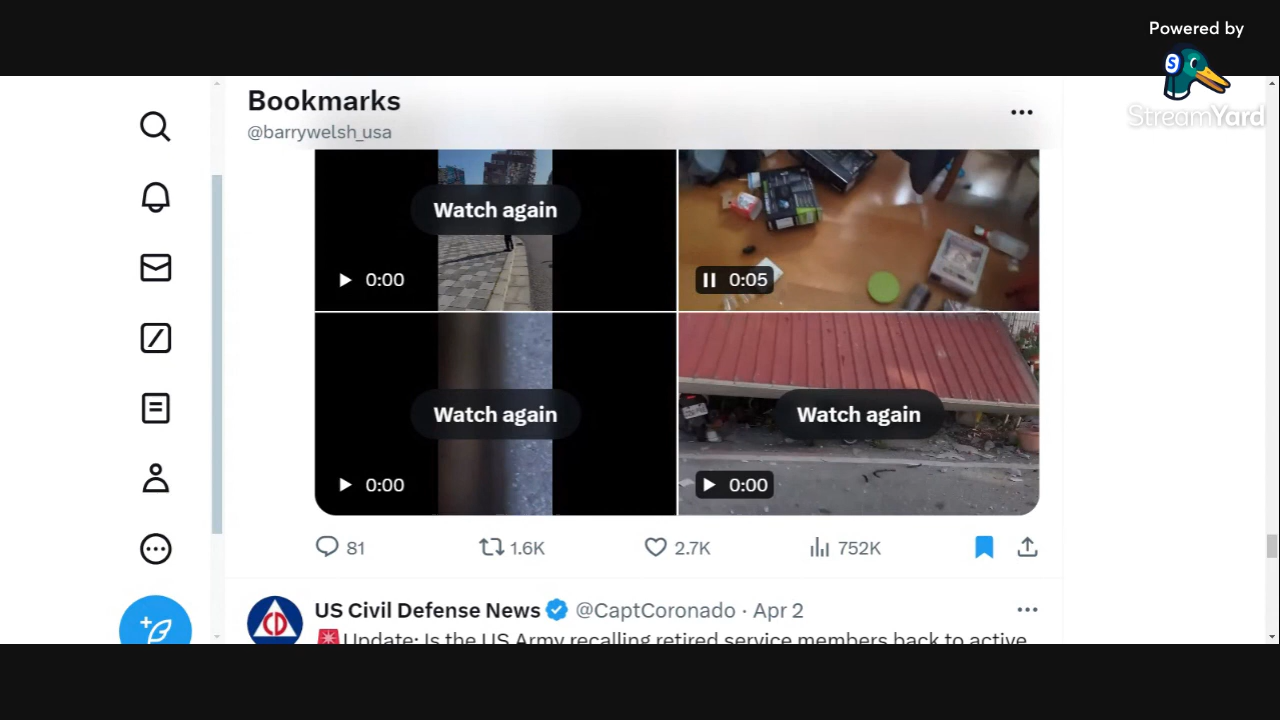 Powered by
StreamYard
Bookmarks
@barrywelsh_usa
Watch again
0:00
0:05
Watch again
0:00
Watch again
0:00
81
1.6K
2.7K
752K
US Civil Defense News @CaptCoronado · Apr 2
🚨Update: Is the US Army recalling retired service members back to active